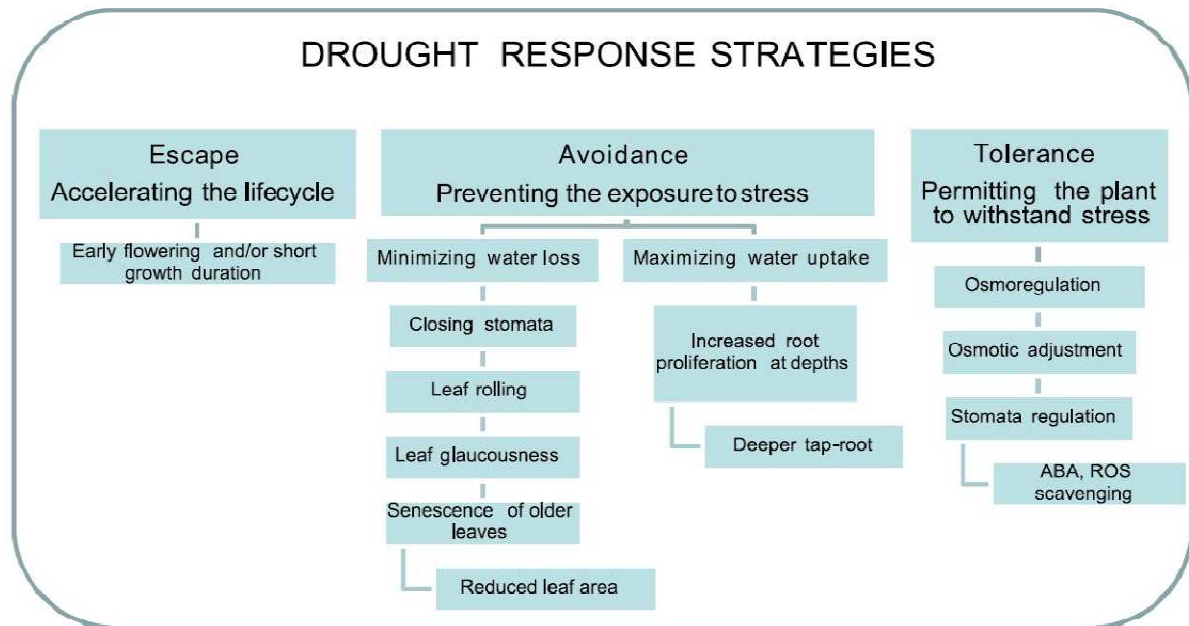 DROUGHT RESPONSE STRATEGIES
Escape
Accelerating the lifecycle
Early flowering and/or short
growth duration
Avoidance
Preventing the exposure to stress
Minimizing water loss
Closing stomata
Leaf rolling
Leaf glaucousness
Senescence of older
leaves
Reduced leaf area
Maximizing water uptake
Increased root
proliferation at depths
Deeper tap-root
Tolerance
Permitting the plant
to withstand stress
Osmoregulation
Osmotic adjustment
Stomata regulation
ABA, ROS
scavenging